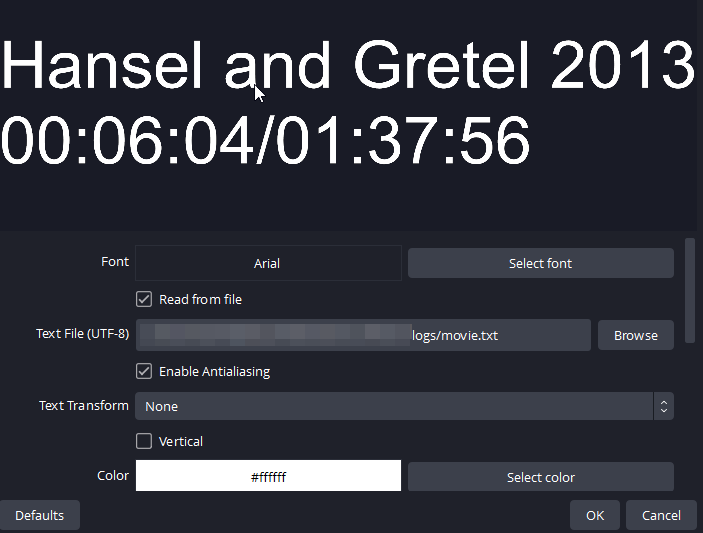 Hansel and Gretel 2013
00:06:04/01:37:56
Font Arial Select font
Read from file
Text File (UTF-8) logs/movie.txt Browse
Enable Antialiasing
Text Transform None
Vertical
Color #ffffff Select color
Defaults OK Cancel